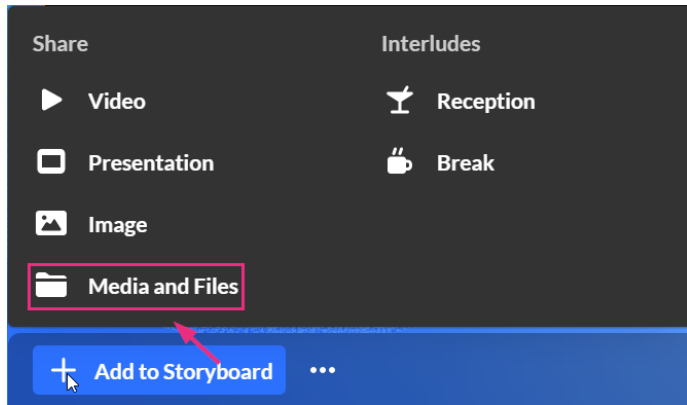 Share
Video
Presentation
Image
Media and Files
Interludes
Reception
Break
Add to Storyboard